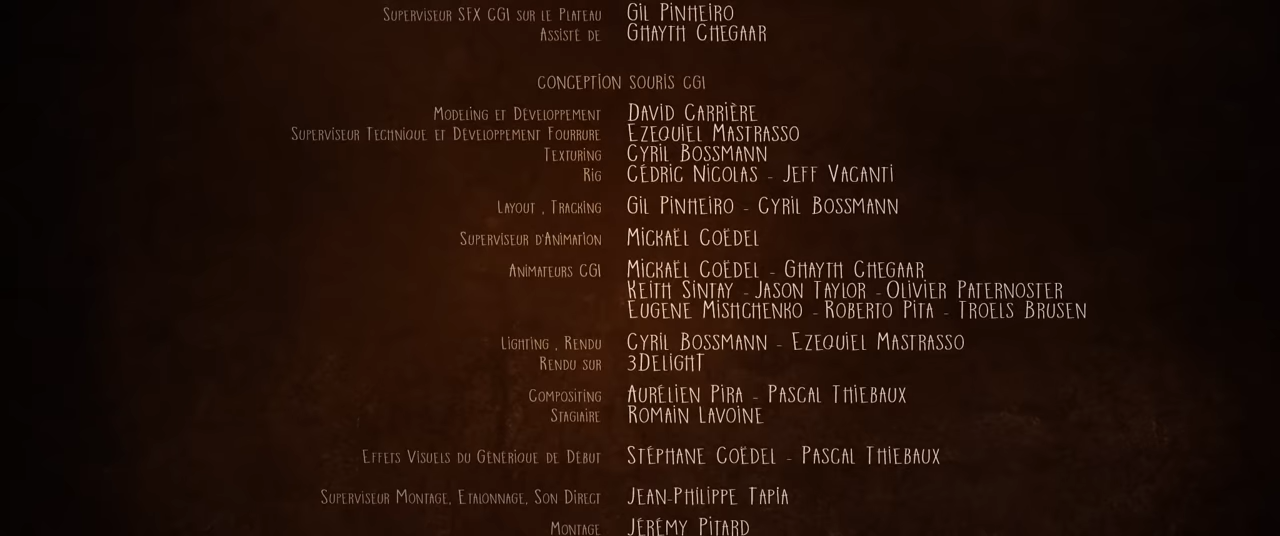 Superviseur SFX CGI sur le Plateau Gil Pinheiro
Assisté de Ghayth Chegaar
CONCEPTION SOURIS CGI
Modeling et Développement David Carrière
Superviseur Technique et Développement Fourrure Ezequiel Mastrasso
Texturing Cyril Bossmann
Rig Cédric Nicolas - Jeff Vacanti
Layout , Tracking Gil Pinheiro - Cyril Bossmann
Superviseur d'Animation Mickaël Coëdel
Animateurs CGI Mickaël Coëdel - Ghayth Chegaar
Keith Sintay - Jason Taylor - Olivier Paternoster
Eugene Mishchenko - Roberto Pita - Troels Brusen
Lighting , Rendu Cyril Bossmann - Ezequiel Mastrasso
Rendu sur 3Delight
Compositing Aurélien Pira - Pascal Thiebaux
Stagiaire Romain Lavoine
Effets Visuels du Générique de Début Stéphane Coëdel - Pascal Thiebaux
Superviseur Montage, Etalonnage, Son Direct Jean-Philippe Tapia
Montage Jérémy Pitard